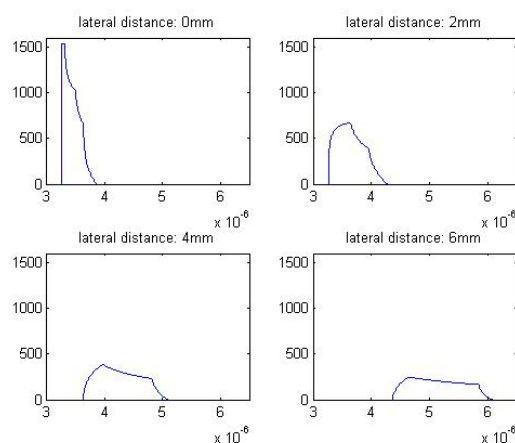 lateral distance: 0mm
1500
1000
500
0
3 4 5 6
x 10^-6
lateral distance: 2mm
1500
1000
500
0
3 4 5 6
x 10^-6
lateral distance: 4mm
1500
1000
500
0
3 4 5 6
x 10^-6
lateral distance: 6mm
1500
1000
500
0
3 4 5 6
x 10^-6